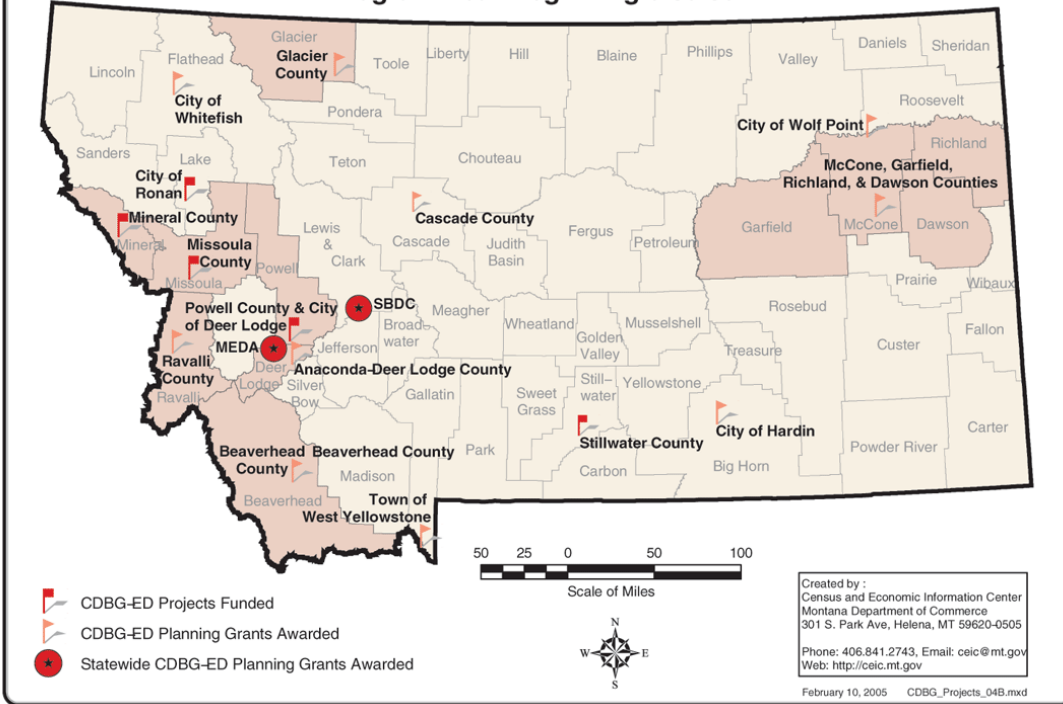 Glacier
Glacier
County
Toole
Liberty
Hill
Blaine
Phillips
Valley
Daniels
Sheridan
Flathead
Lincoln
City of
Whitefish
Pondera
Roosevelt
City of Wolf Point
Sanders
Lake
Teton
Chouteau
Richland
McCone, Garfield,
Richland, & Dawson Counties
City of
Ronan
Mineral County
Cascade County
McCone
Dawson
Garfield
Mineral
Missoula
County
Lewis
&
Clark
Cascade
Judith
Basin
Fergus
Petroleum
Powell
Missoula
Prairie
Wibaux
Powell County & City
of Deer Lodge
SBDC
Meagher
Rosebud
Broad-
water
Wheatland
Musselshell
Golden
Valley
Fallon
MEDA
Jefferson
Treasure
Custer
Ravalli
County
Deer
Lodge
Anaconda-Deer Lodge County
Silver
Bow
Ravalli
Gallatin
Sweet
Grass
Still-
water
Yellowstone
Stillwater County
City of Hardin
Carter
Beaverhead
County
Beaverhead County
Park
Powder River
Madison
Carbon
Big Horn
Beaverhead
Town of
West Yellowstone
50 25 0 50 100
Scale of Miles
CDBG-ED Projects Funded
CDBG-ED Planning Grants Awarded
Statewide CDBG-ED Planning Grants Awarded
N
W E
S
Created by :
Census and Economic Information Center
Montana Department of Commerce
301 S. Park Ave, Helena, MT 59620-0505
Phone: 406.841.2743, Email: ceic@mt.gov
Web: http://ceic.mt.gov
February 10, 2005 CDBG_Projects_04B.mxd